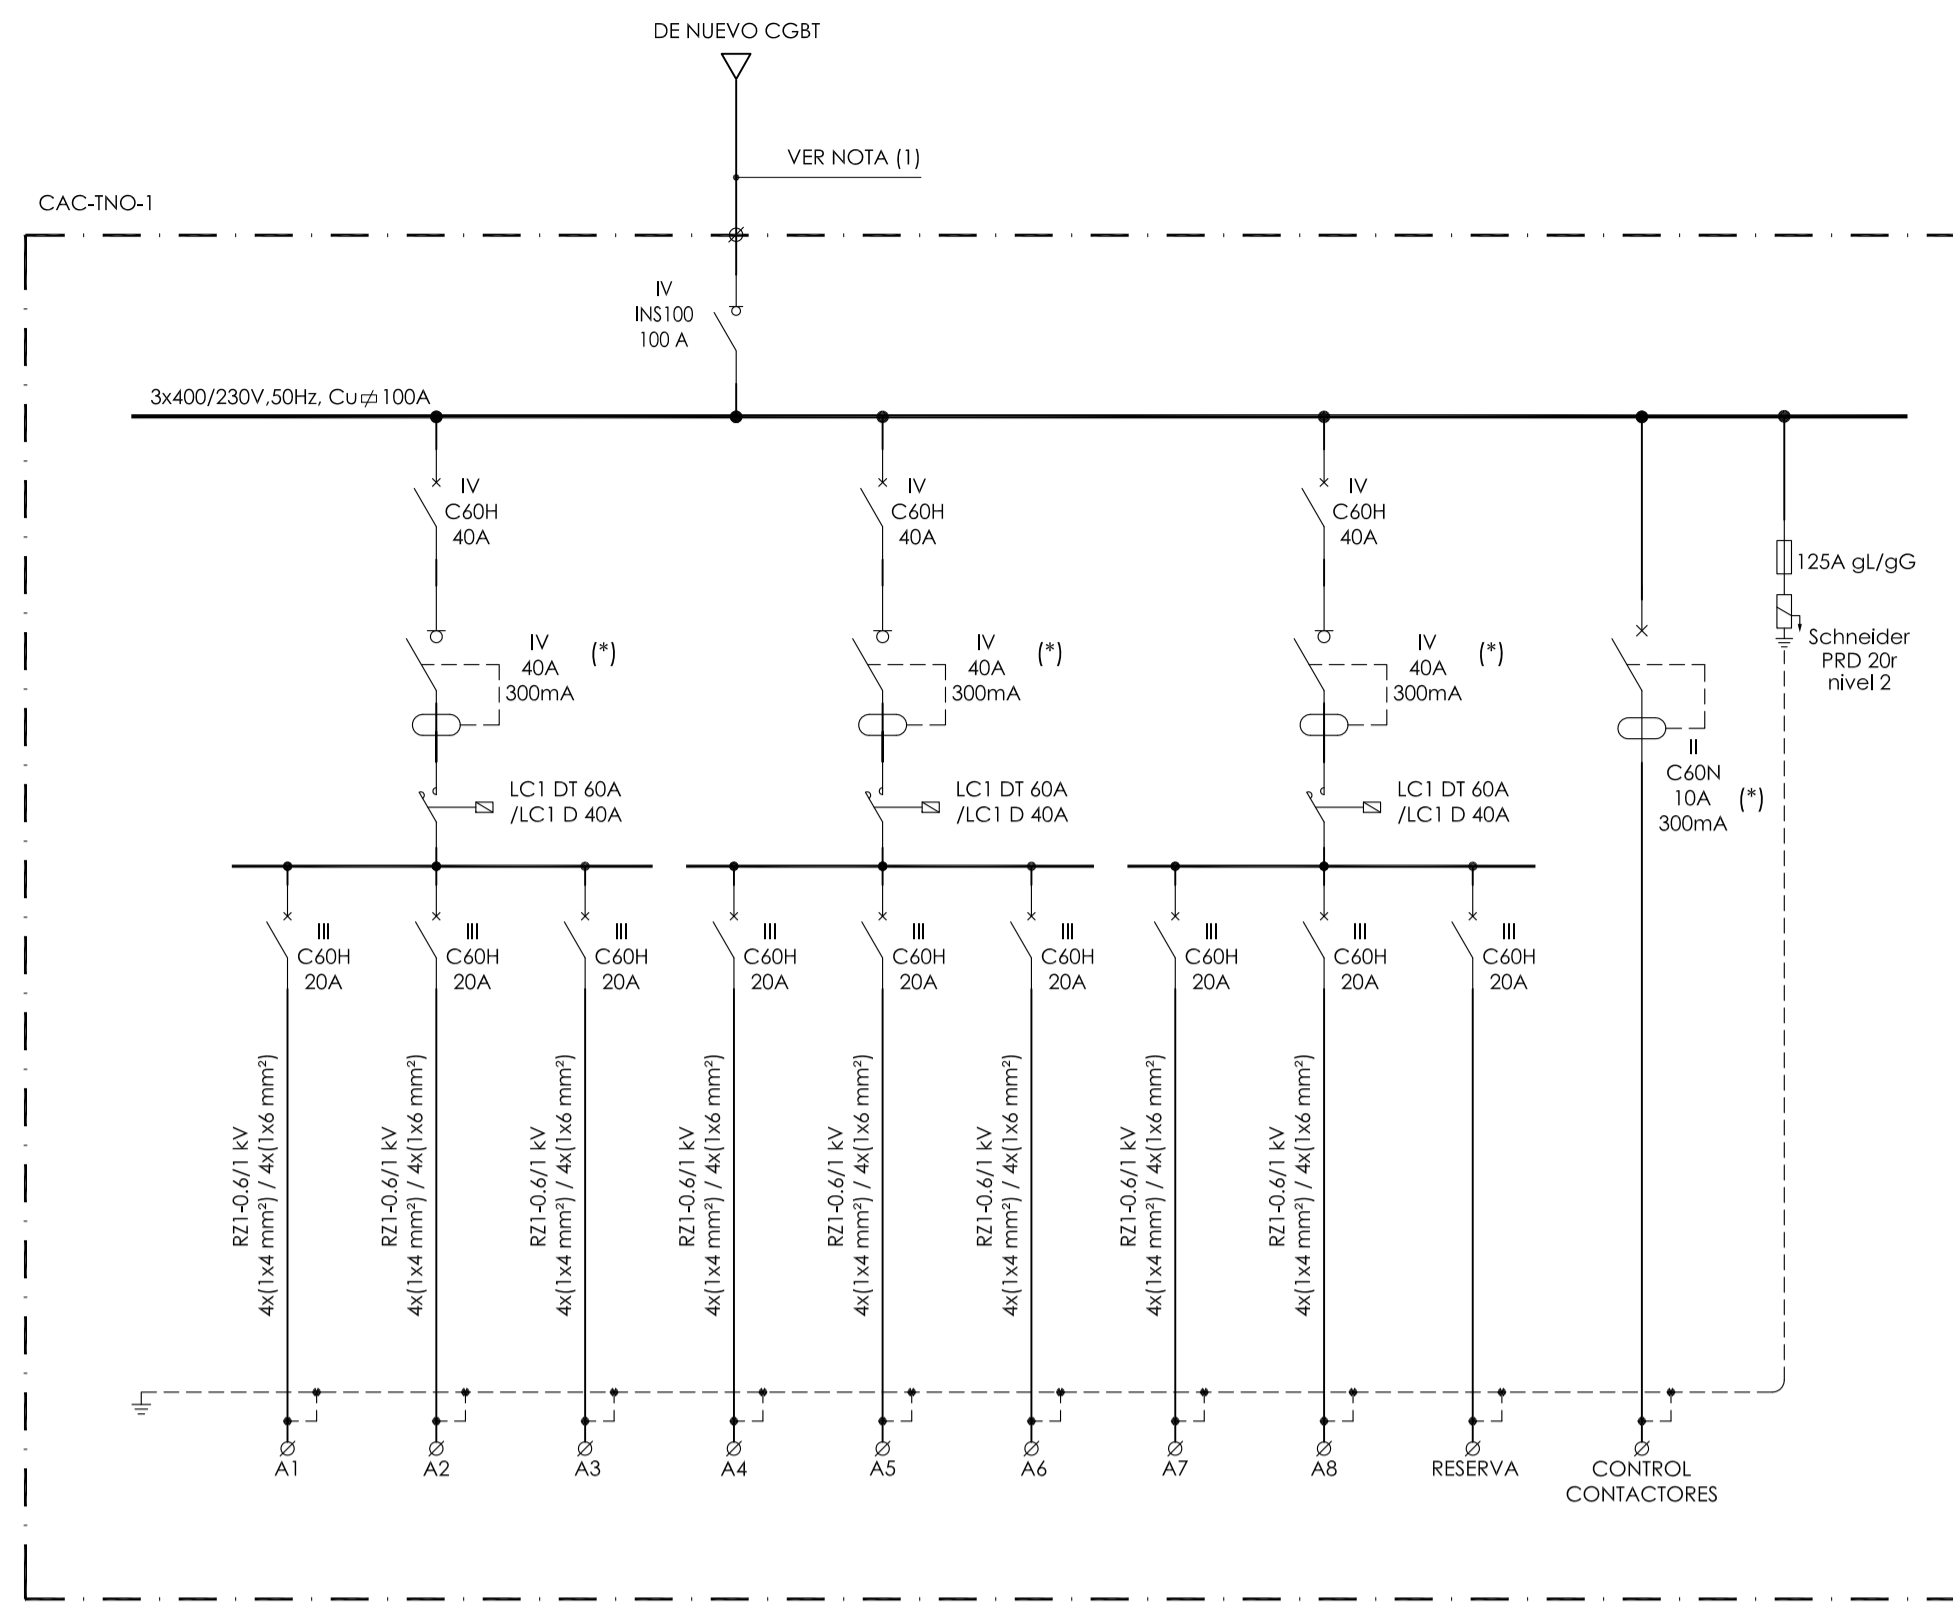 DE NUEVO CGBT
VER NOTA (1)
CAC-TNO-1
IV
INS100
100 A
3x400/230V,50Hz, Cu 100A
IV
C60H
40A
IV
C60H
40A
IV
C60H
40A
125A gL/gG
Schneider
PRD 20r
nivel 2
IV
40A (*)
300mA
IV
40A (*)
300mA
IV
40A (*)
300mA
II
C60N
10A (*)
300mA
LC1 DT 60A
/LC1 D 40A
LC1 DT 60A
/LC1 D 40A
LC1 DT 60A
/LC1 D 40A
III
C60H
20A
III
C60H
20A
III
C60H
20A
III
C60H
20A
III
C60H
20A
III
C60H
20A
III
C60H
20A
III
C60H
20A
III
C60H
20A
RZ1-0.6/1 kV
4x(1x4 mm²) / 4x(1x6 mm²)
RZ1-0.6/1 kV
4x(1x4 mm²) / 4x(1x6 mm²)
RZ1-0.6/1 kV
4x(1x4 mm²) / 4x(1x6 mm²)
RZ1-0.6/1 kV
4x(1x4 mm²) / 4x(1x6 mm²)
RZ1-0.6/1 kV
4x(1x4 mm²) / 4x(1x6 mm²)
RZ1-0.6/1 kV
4x(1x4 mm²) / 4x(1x6 mm²)
RZ1-0.6/1 kV
4x(1x4 mm²) / 4x(1x6 mm²)
RZ1-0.6/1 kV
4x(1x4 mm²) / 4x(1x6 mm²)
A1
A2
A3
A4
A5
A6
A7
A8
RESERVA
CONTROL
CONTACTORES